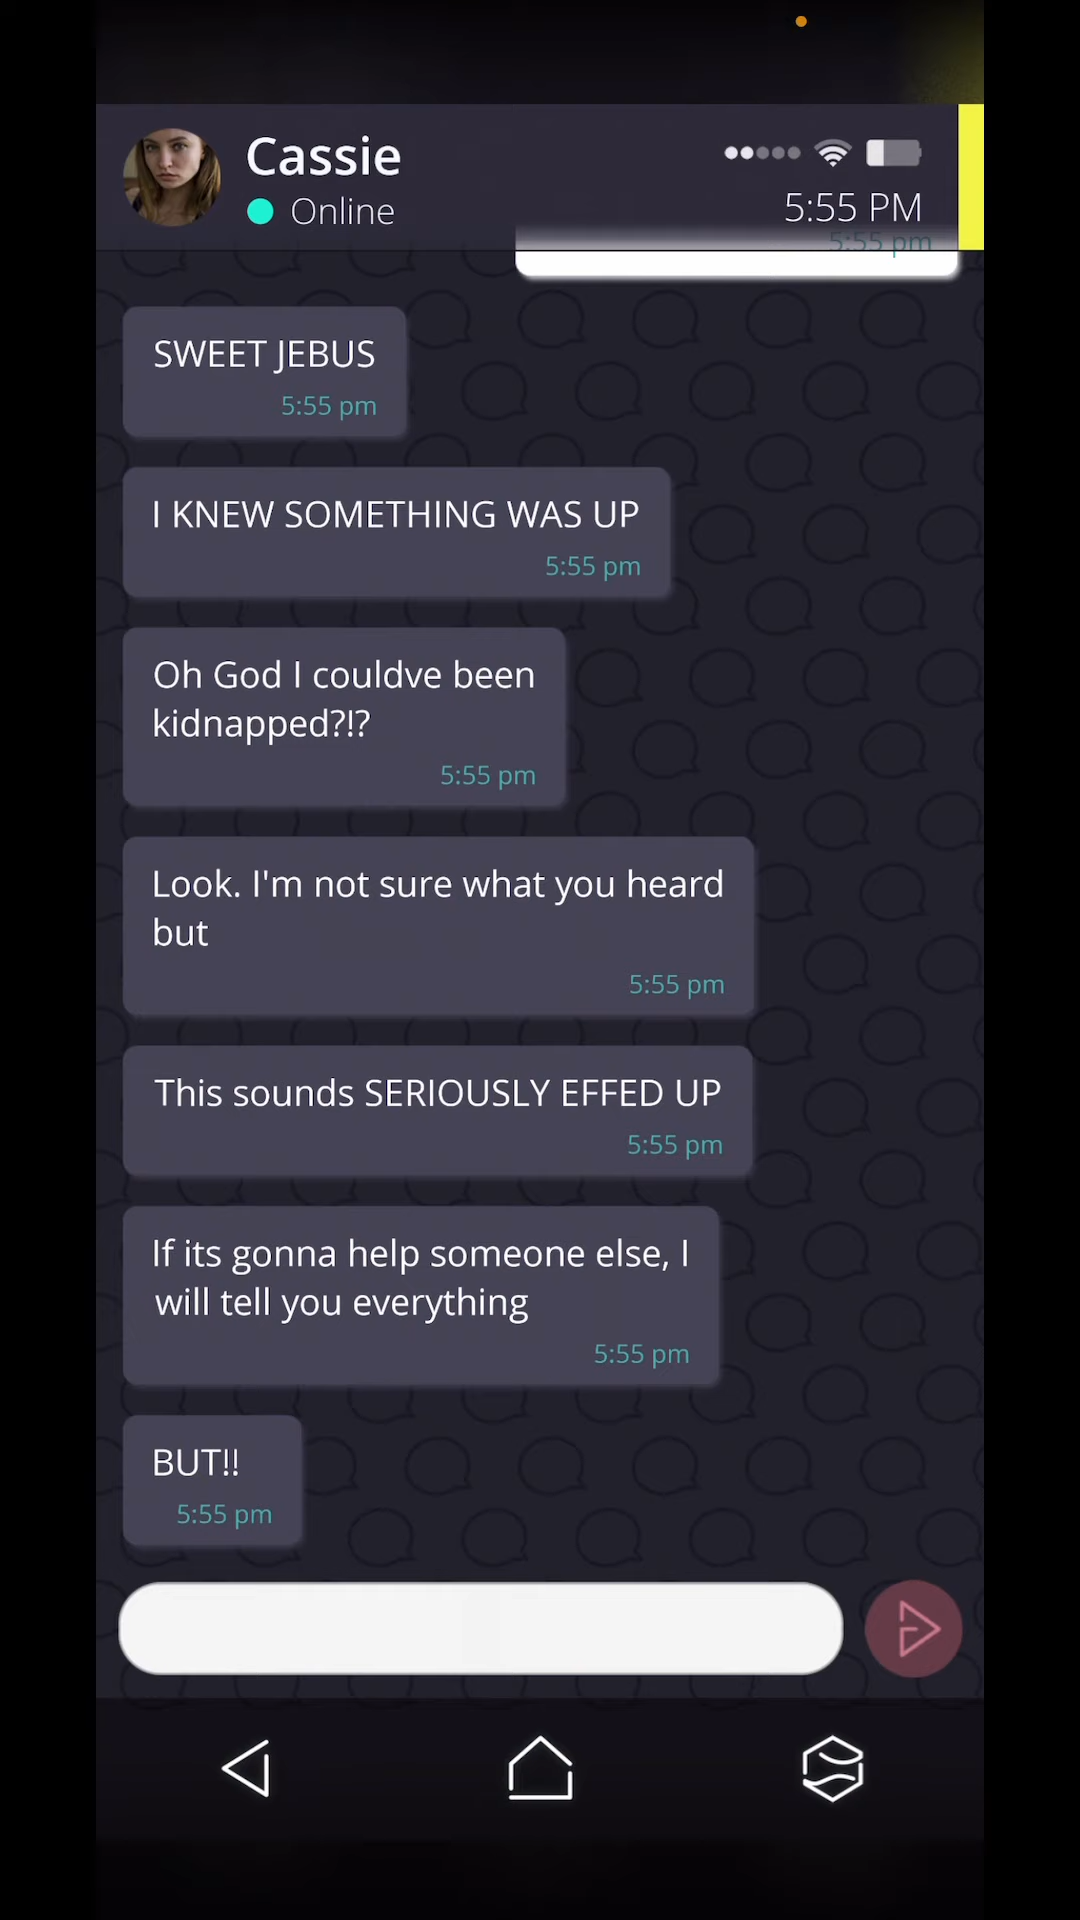 Cassie
Online
5:55 PM
5:55 pm
SWEET JEBUS
5:55 pm
I KNEW SOMETHING WAS UP
5:55 pm
Oh God I couldve been
kidnapped?!?
5:55 pm
Look. I'm not sure what you heard
but
5:55 pm
This sounds SERIOUSLY EFFED UP
5:55 pm
If its gonna help someone else, I
will tell you everything
5:55 pm
BUT!!
5:55 pm